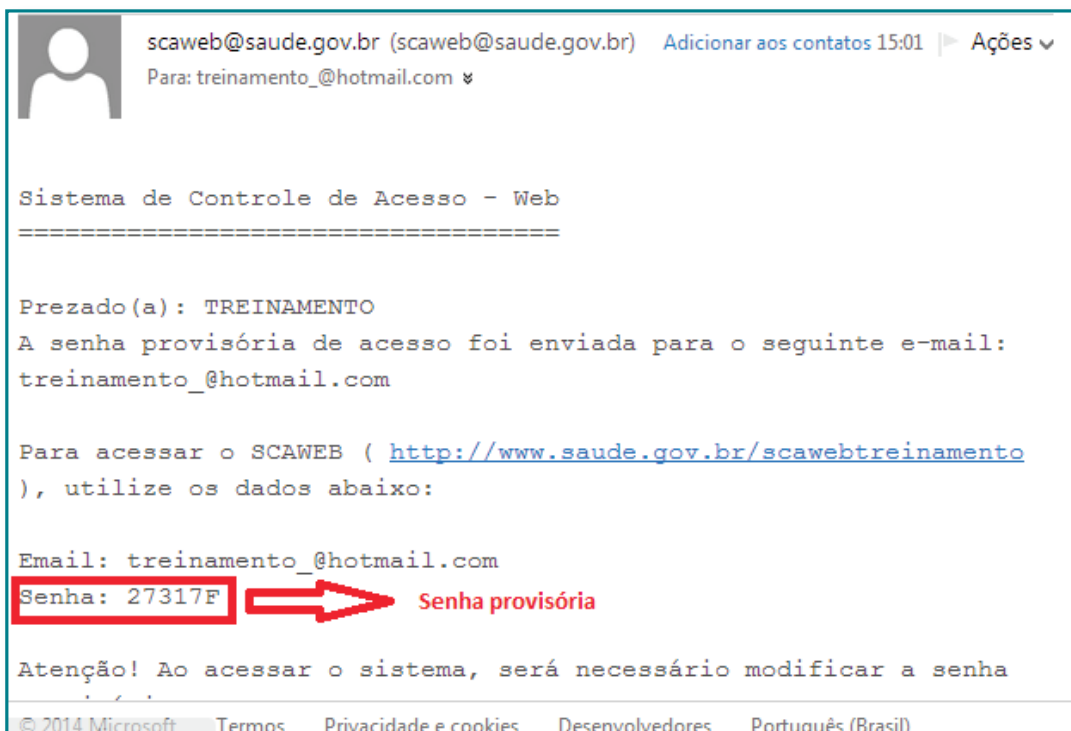 scaweb@saude.gov.br (scaweb@saude.gov.br) Adicionar aos contatos 15:01 Ações
Para: treinamento_@hotmail.com
Sistema de Controle de Acesso - Web
===================================
Prezado(a): TREINAMENTO
A senha provisória de acesso foi enviada para o seguinte e-mail:
treinamento_@hotmail.com
Para acessar o SCAWEB ( http://www.saude.gov.br/scawebtreinamento
), utilize os dados abaixo:
Email: treinamento_@hotmail.com
Senha: 27317F Senha provisória
Atenção! Ao acessar o sistema, será necessário modificar a senha
© 2014 Microsoft Termos Privacidade e cookies Desenvolvedores Português (Brasil)